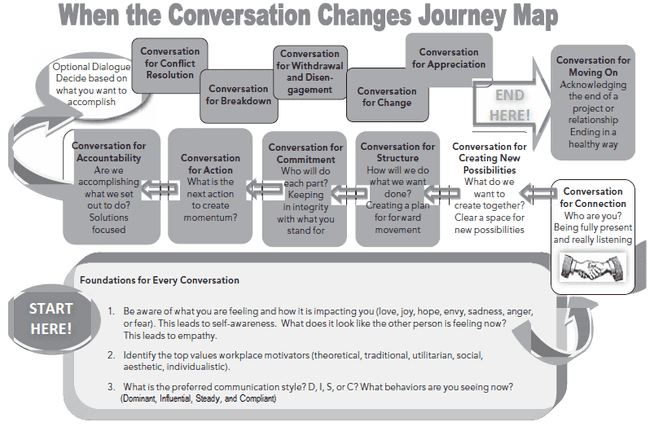 When the Conversation Changes Journey Map
Optional Dialogue
Decide based on
what you want to
accomplish
Conversation
for Conflict
Resolution
Conversation
for Breakdown
Conversation
for Withdrawal
and Disen-
gagement
Conversation
for Change
Conversation
for Appreciation
END
HERE!
Conversation for
Moving On
Acknowledging
the end of a
project or
relationship
Ending in a
healthy way
Conversation for
Accountability
Are we
accomplishing
what we set
out to do?
Solutions
focused
Conversation
for Action
What is the
next action
to create
momentum?
Conversation for
Commitment
Who will do
each part?
Keeping
in integrity
with what you
stand for
Conversation for
Structure
How will we do
what we want
done?
Creating a plan
for forward
movement
Conversation for
Creating New
Possibilities
What do we
want to
create together?
Clear a space for
new possibilities
Conversation
for Connection
Who are you?
Being fully present
and really listening
START
HERE!
Foundations for Every Conversation
1. Be aware of what you are feeling and how it is impacting you (love, joy, hope, envy, sadness, anger,
or fear). This leads to self-awareness. What does it look like the other person is feeling now?
This leads to empathy.
2. Identify the top values workplace motivators (theoretical, traditional, utilitarian, social,
aesthetic, individualistic).
3. What is the preferred communication style? D, I, S, or C? What behaviors are you seeing now?
(Dominant, Influential, Steady, and Compliant)